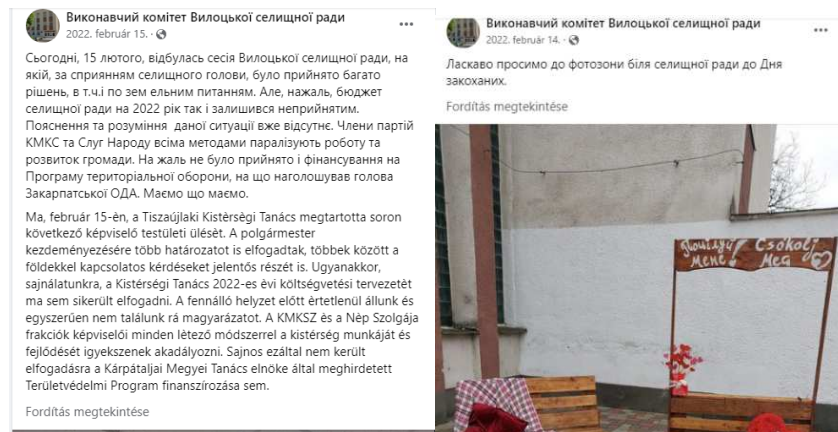 Виконавчий комітет Вилоцької селищної ради
2022. február 15. ·
Сьогодні, 15 лютого, відбулась сесія Вилоцької селищної ради, на
якій, за сприянням селищного голови, було прийнято багато
рішень, в т.ч.і по зем ельним питанням. Але, нажаль, бюджет
селищної ради на 2022 рік так і залишився неприйнятим.
Пояснення та розуміння даної ситуації вже відсутнє. Члени партій
КМКС та Слуг Народу всіма методами паралізують роботу та
розвиток громади. На жаль не було прийнято і фінансування на
Програму територіальної оборони, на що наголошував голова
Закарпатської ОДА. Маємо що маємо.
Ma, február 15-èn, a Tiszaújlaki Kistèrsègi Tanács megtartotta soron
következő képviselő testületi ülèsèt. A polgármester
kezdeményezésére több határozatot is elfogadtak, többek között a
földekkel kapcsolatos kérdéseket jelentős részét is. Ugyanakkor,
sajnálatunkra, a Kistérségi Tanács 2022-es èvi költségvetési tervezetèt
ma sem sikerült elfogadni. A fennálló helyzet előtt èrtetlenül állunk és
egyszerűen nem találunk rá magyarázatot. A KMKSZ ès a Nèp Szolgája
frakciók képviselői minden lètező módszerrel a kistérség munkáját és
fejlődését igyekszenek akadályozni. Sajnos ezáltal nem került
elfogadásra a Kárpátaljai Megyei Tanács elnöke által meghirdetett
Területvédelmi Program finanszírozása sem.
Fordítás megtekintése
Виконавчий комітет Вилоцької селищної ради
2022. február 14. ·
Ласкаво просимо до фотозони біля селищної ради до Дня
закоханих.
Fordítás megtekintése
Поцілуй Csókolj
Мене! Meg